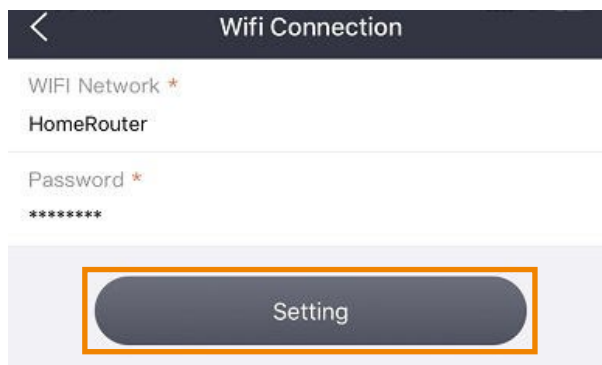 Wifi Connection
WIFI Network *
HomeRouter
Password *
********
Setting